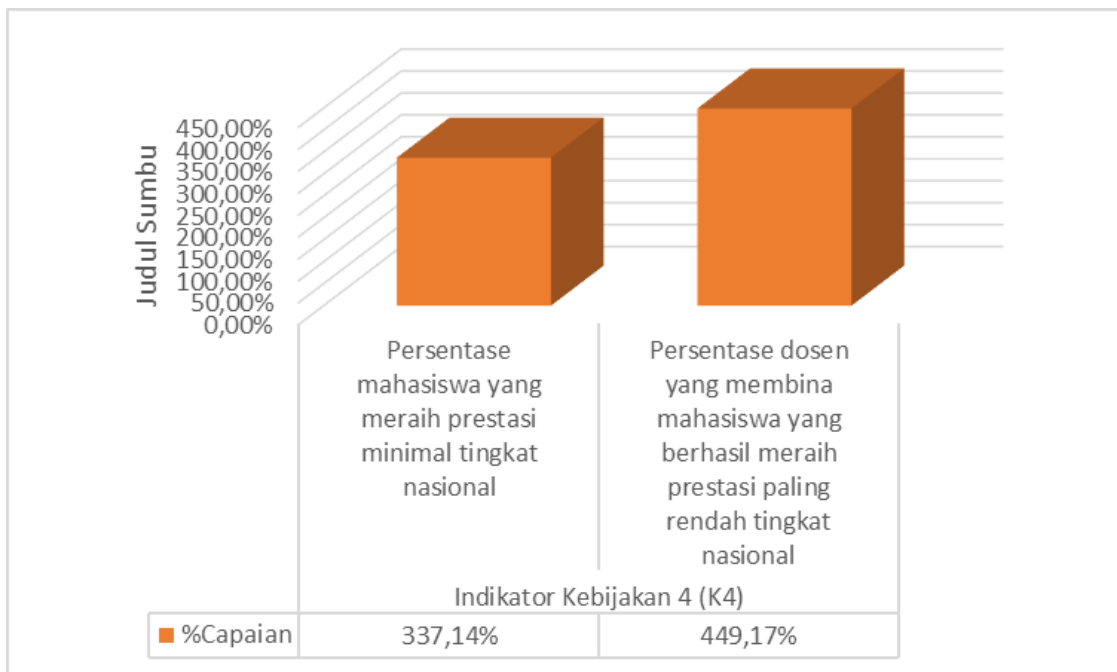 Judul Sumbu
450,00%
400,00%
350,00%
300,00%
250,00%
200,00%
150,00%
100,00%
50,00%
0,00%
Persentase
mahasiswa yang
meraih prestasi
minimal tingkat
nasional
Persentase dosen
yang membina
mahasiswa yang
berhasil meraih
prestasi paling
rendah tingkat
nasional
Indikator Kebijakan 4 (K4)
%Capaian 337,14% 449,17%